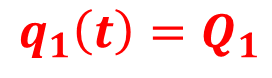 q₁(t) = Q₁